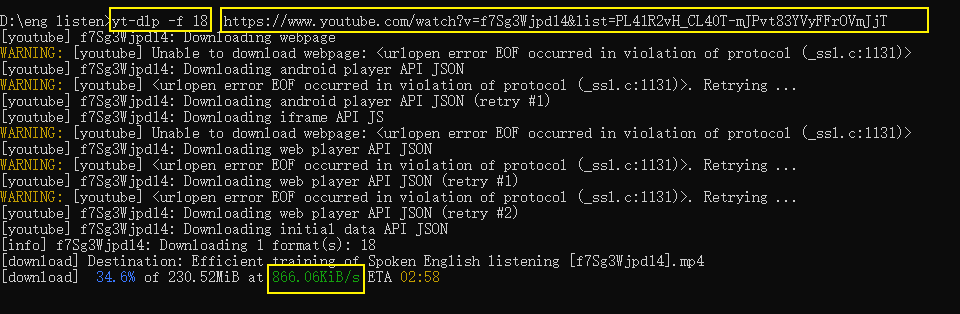 D:\eng listen>yt-dlp -f 18 https://www.youtube.com/watch?v=f7Sg3Wjpd14&list=PL41R2vH_CL40T-mJPvt83YVyFFrOVmJjT
[youtube] f7Sg3Wjpd14: Downloading webpage
WARNING: [youtube] Unable to download webpage: <urlopen error EOF occurred in violation of protocol (_ssl.c:1131)>
[youtube] f7Sg3Wjpd14: Downloading android player API JSON
WARNING: [youtube] <urlopen error EOF occurred in violation of protocol (_ssl.c:1131)>. Retrying ...
[youtube] f7Sg3Wjpd14: Downloading android player API JSON (retry #1)
[youtube] f7Sg3Wjpd14: Downloading iframe API JS
WARNING: [youtube] Unable to download webpage: <urlopen error EOF occurred in violation of protocol (_ssl.c:1131)>
[youtube] f7Sg3Wjpd14: Downloading web player API JSON
WARNING: [youtube] <urlopen error EOF occurred in violation of protocol (_ssl.c:1131)>. Retrying ...
[youtube] f7Sg3Wjpd14: Downloading web player API JSON (retry #1)
WARNING: [youtube] <urlopen error EOF occurred in violation of protocol (_ssl.c:1131)>. Retrying ...
[youtube] f7Sg3Wjpd14: Downloading web player API JSON (retry #2)
[youtube] f7Sg3Wjpd14: Downloading initial data API JSON
[info] f7Sg3Wjpd14: Downloading 1 format(s): 18
[download] Destination: Efficient training of Spoken English listening [f7Sg3Wjpd14].mp4
[download] 34.6% of 230.52MiB at 866.06KiB/s ETA 02:58